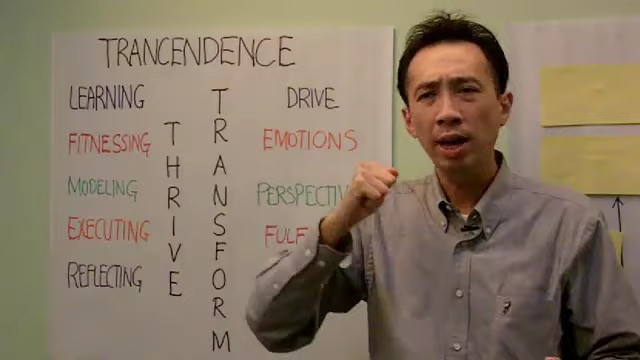 TRANCENDENCE
LEARNING
FITNESSING
MODELING
EXECUTING
REFLECTING
THRIVE
TRANSFORM
DRIVE
EMOTIONS
PERSPECTIV
FULF